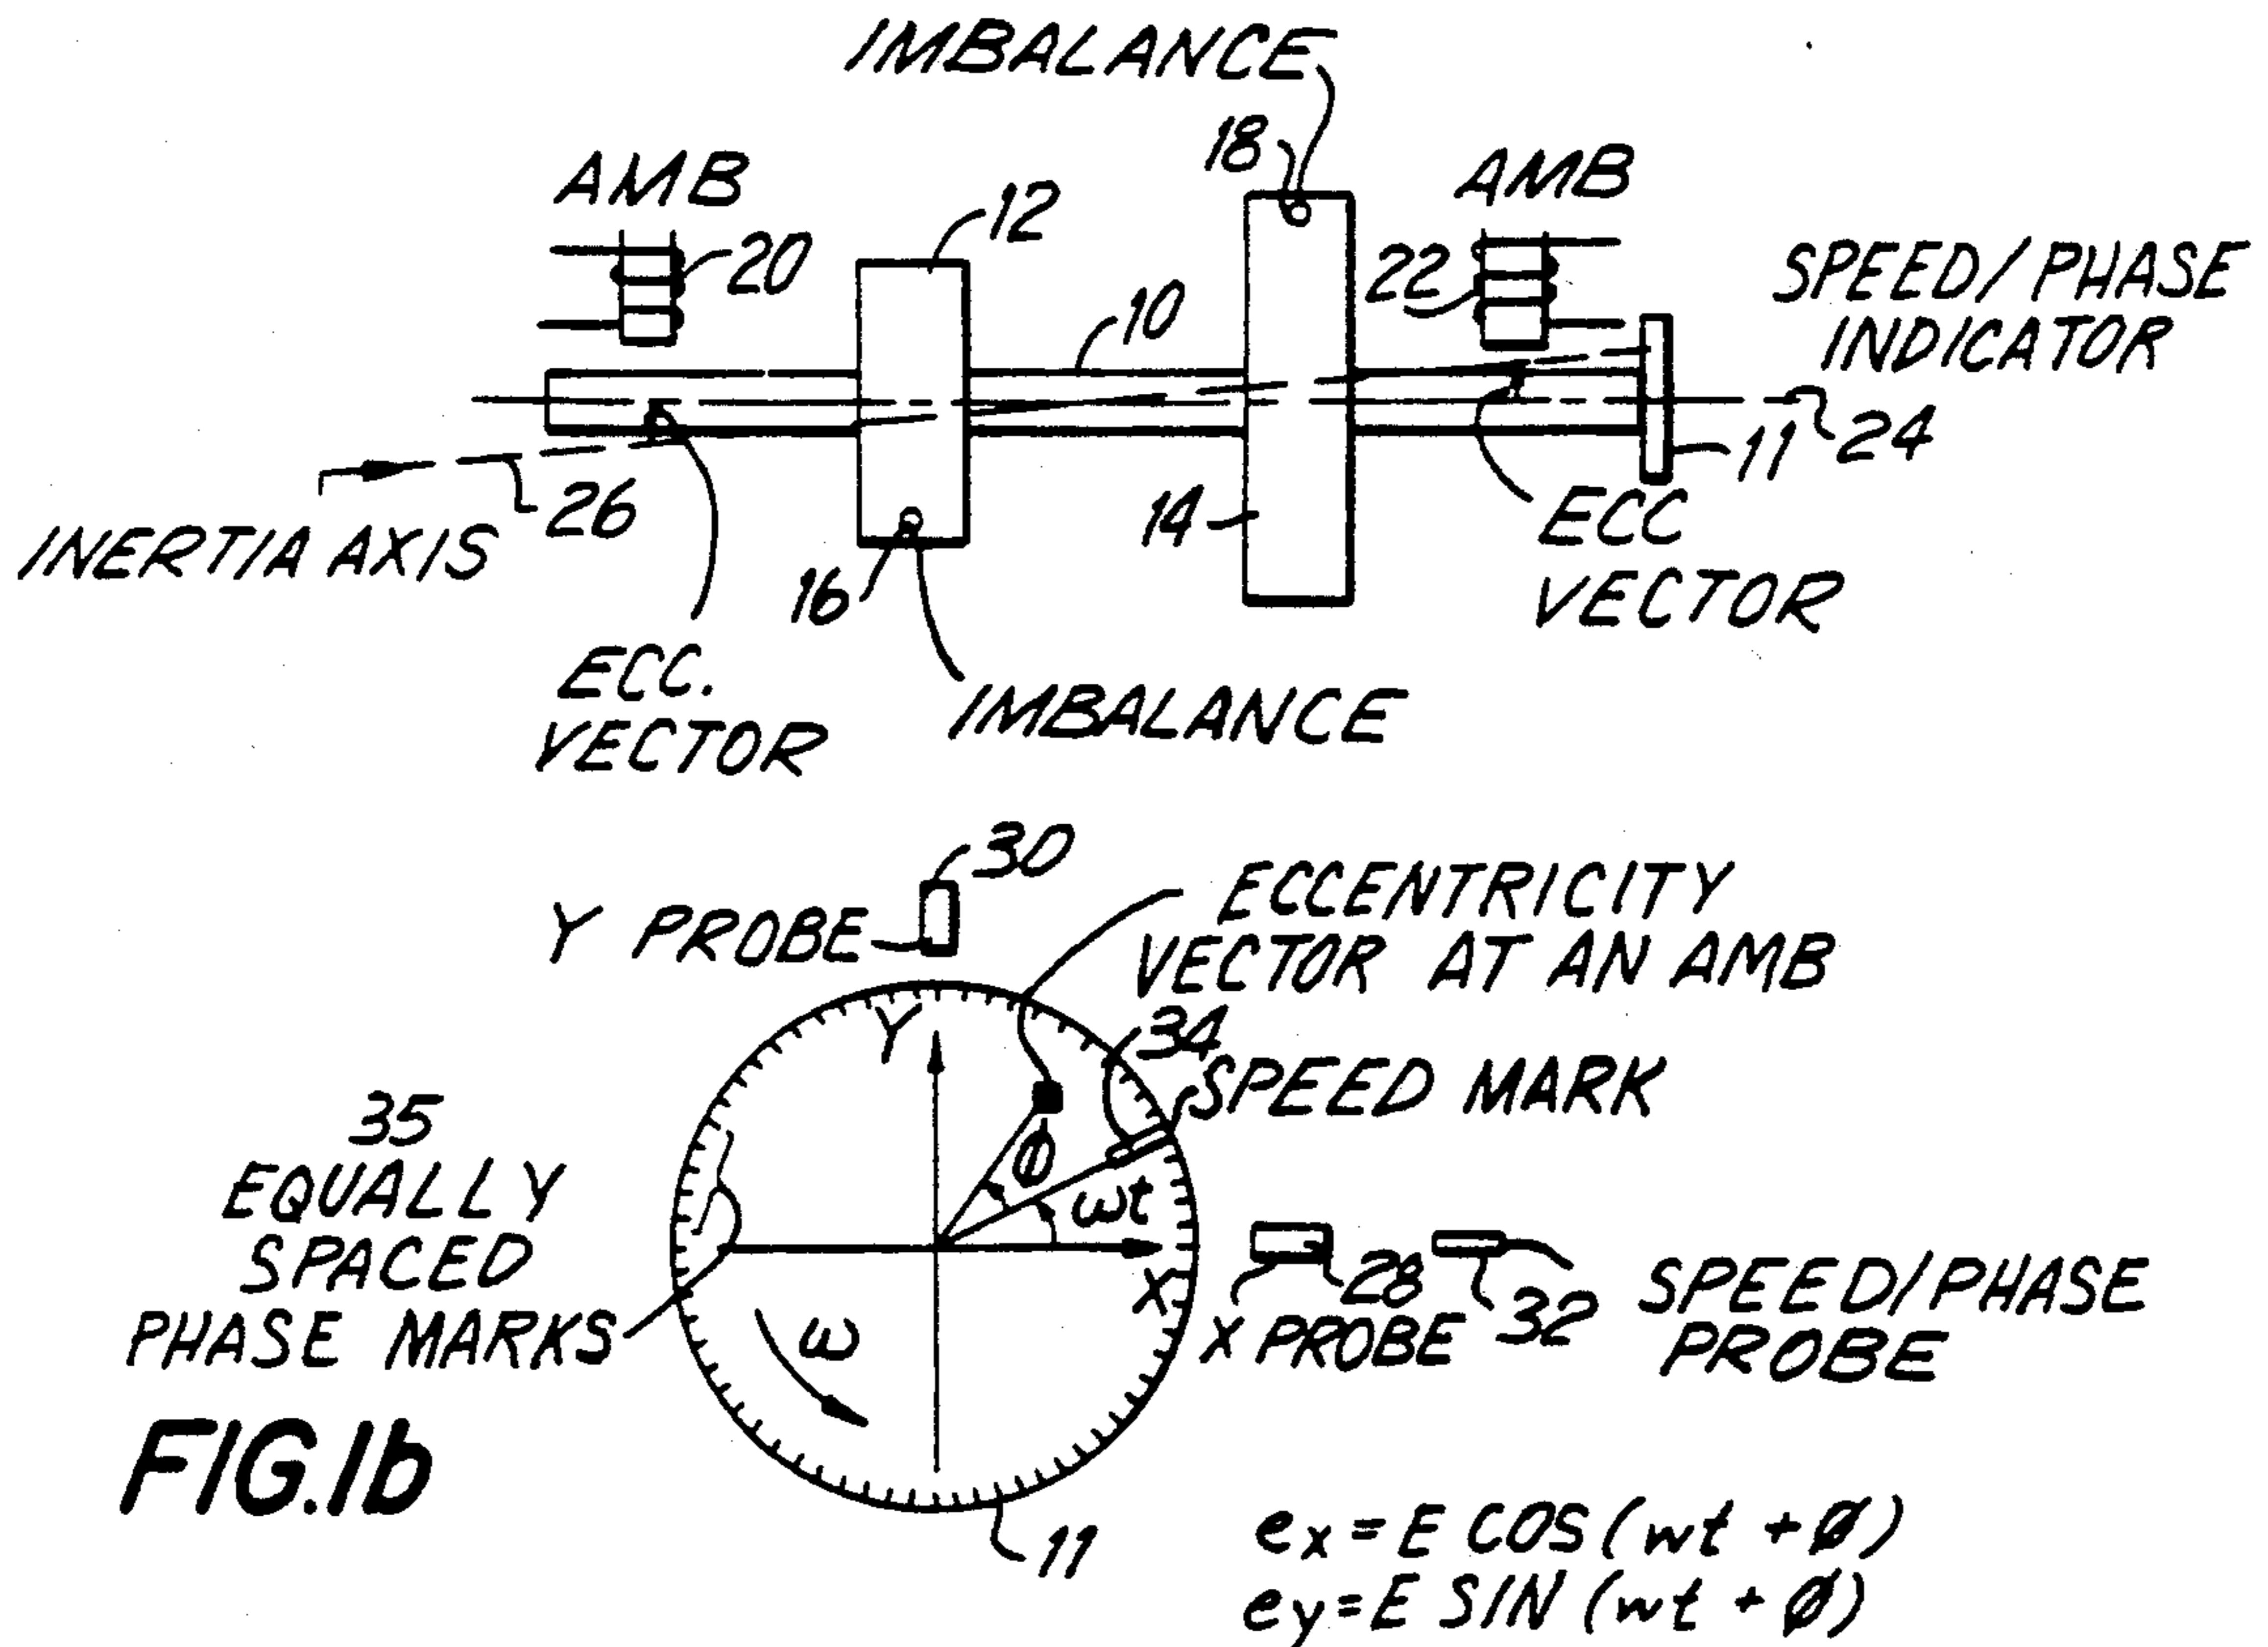 IMBALANCE
18
AMB
AMB
12
20
22
SPEED/PHASE
INDICATOR
10
24
11
26
14
ECC
VECTOR
INERTIA AXIS
16
ECC.
VECTOR
IMBALANCE
30
Y PROBE
ECCENTRICITY
VECTOR AT AN AMB
34
Y
SPEED MARK
35
EQUALLY
SPACED
PHASE MARKS
Φ
ωt
X
28
X PROBE
32
SPEED/PHASE
PROBE
ω
FIG.1b
11
ex = E COS (wt + Ø)
ey = E SIN (wt + Ø)